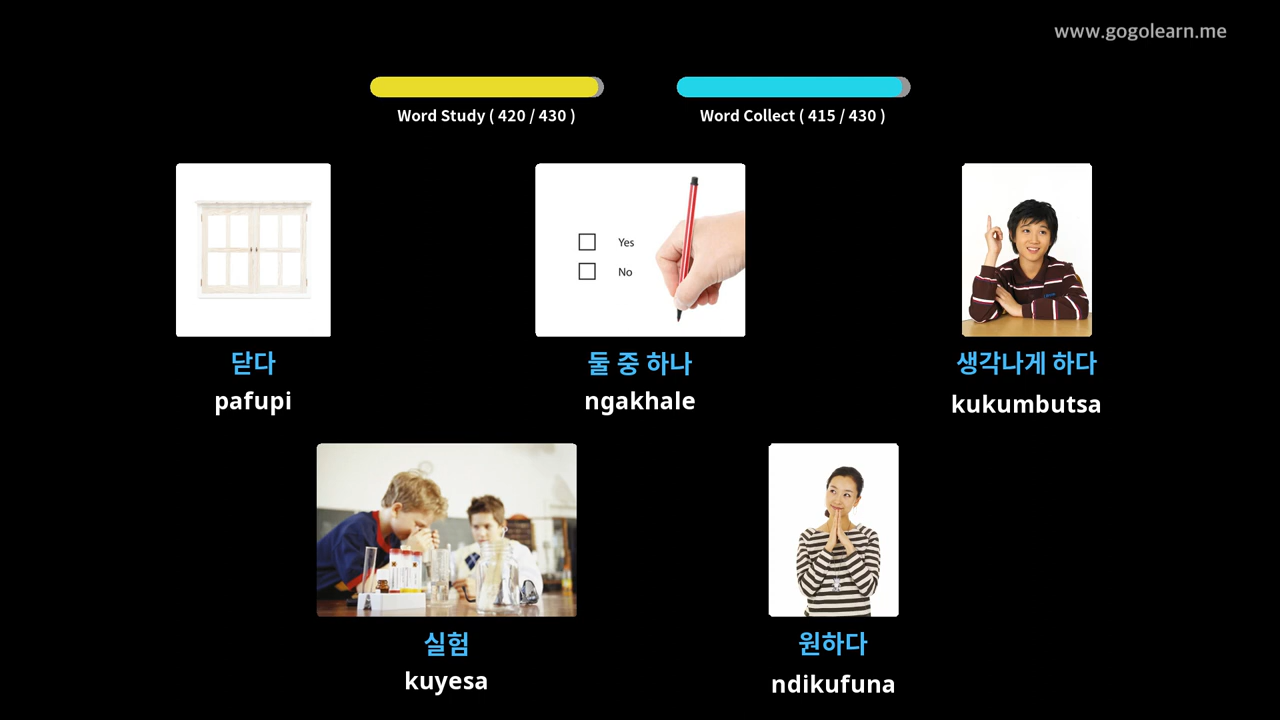 www.gogolearn.me
Word Study ( 420 / 430 )
Word Collect ( 415 / 430 )
Yes
No
닫다
pafupi
둘 중 하나
ngakhale
생각나게 하다
kukumbutsa
실험
kuyesa
원하다
ndikufuna